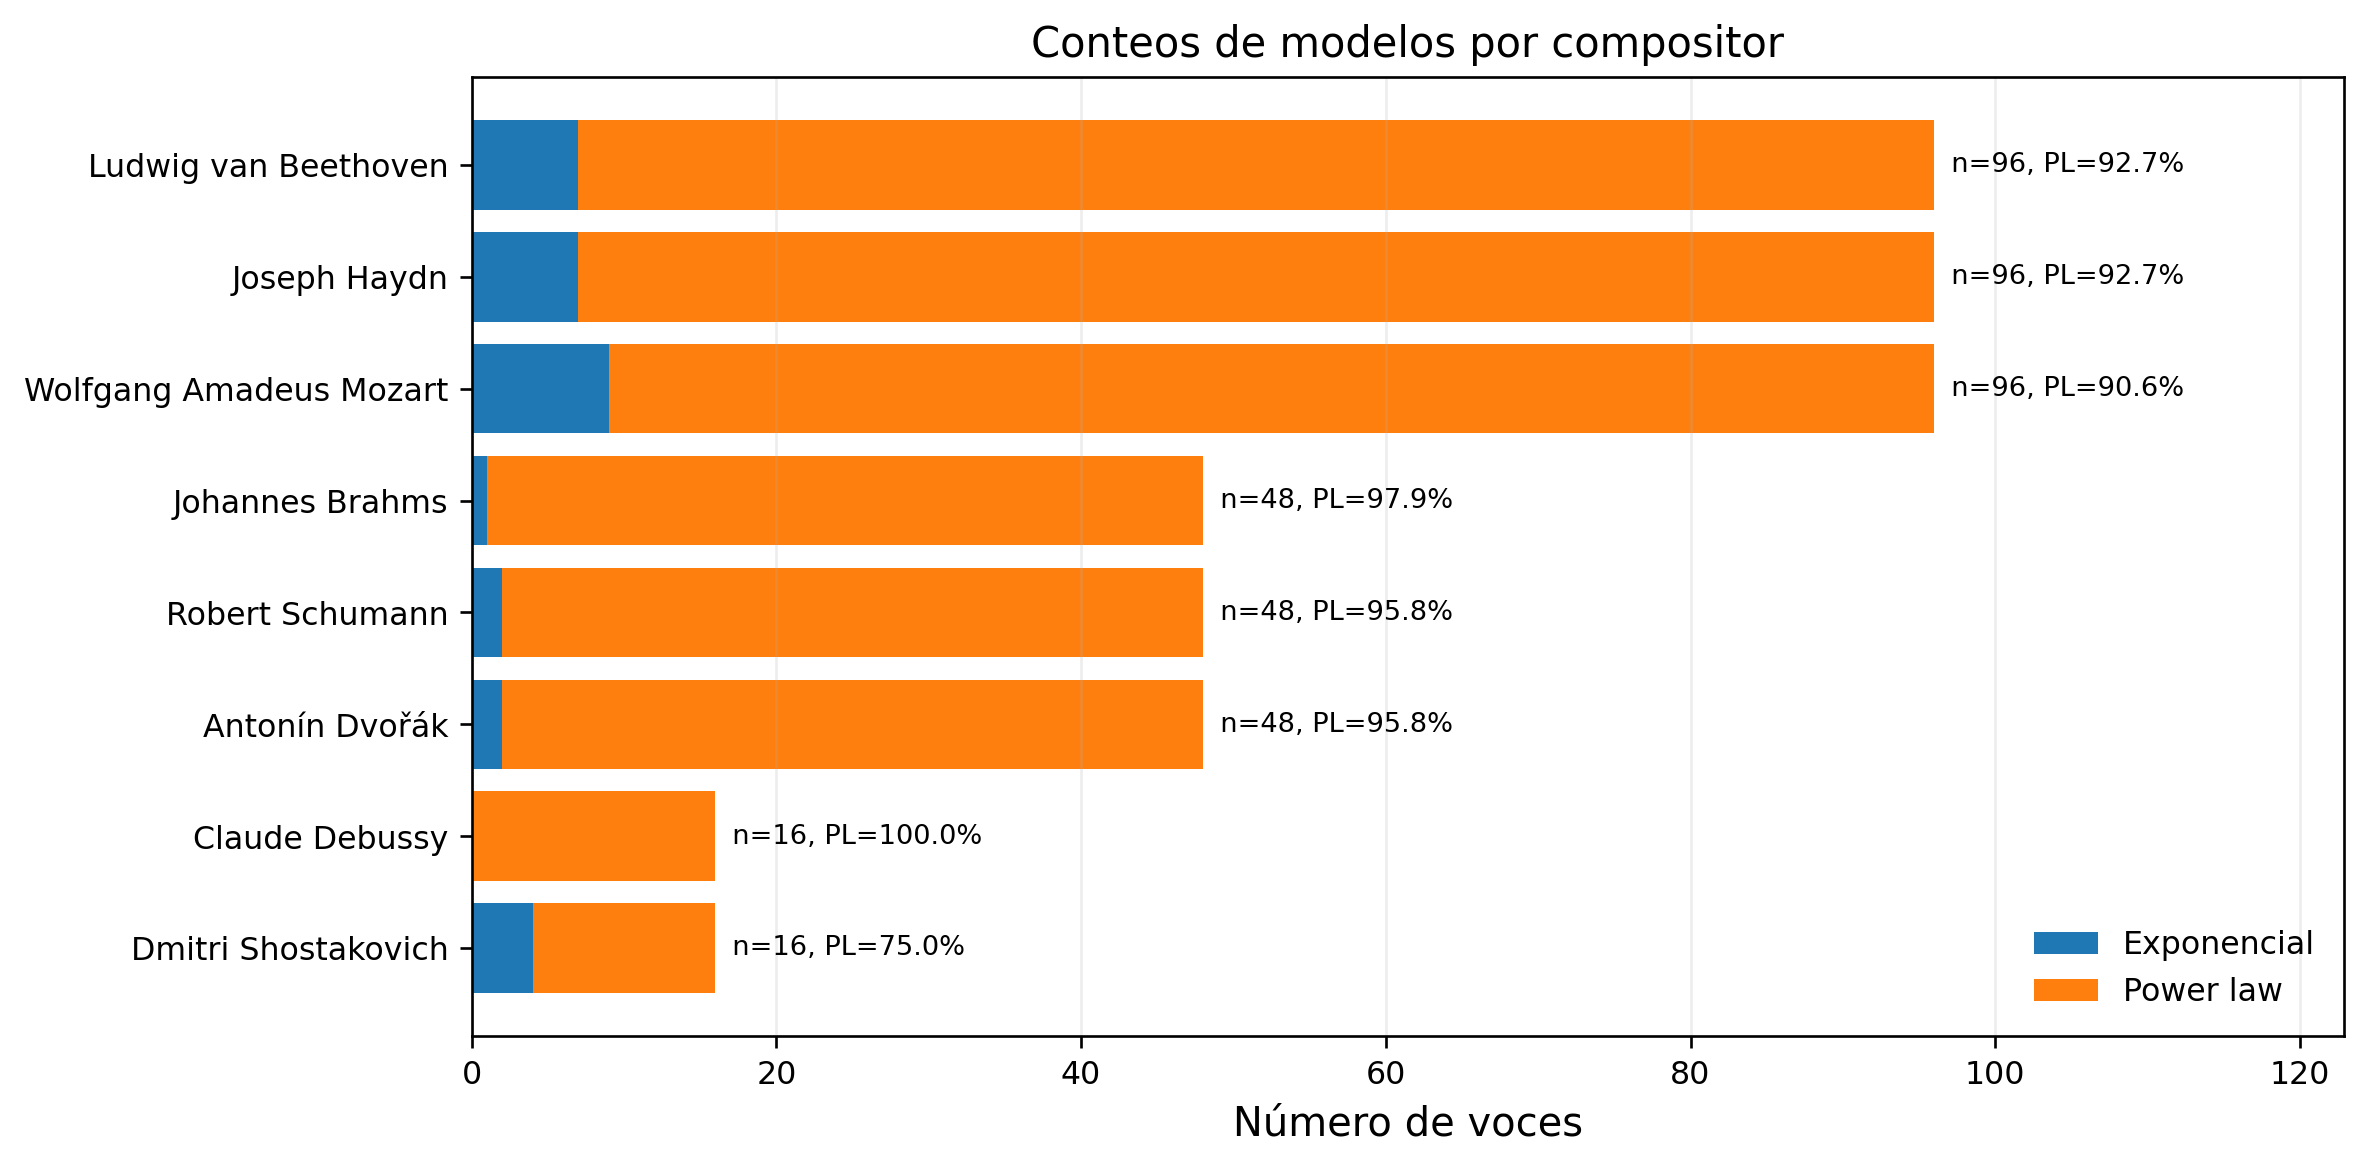 Conteos de modelos por compositor
Ludwig van Beethoven
n=96, PL=92.7%
Joseph Haydn
n=96, PL=92.7%
Wolfgang Amadeus Mozart
n=96, PL=90.6%
Johannes Brahms
n=48, PL=97.9%
Robert Schumann
n=48, PL=95.8%
Antonín Dvořák
n=48, PL=95.8%
Claude Debussy
n=16, PL=100.0%
Dmitri Shostakovich
n=16, PL=75.0%
Exponencial
Power law
0 20 40 60 80 100 120
Número de voces